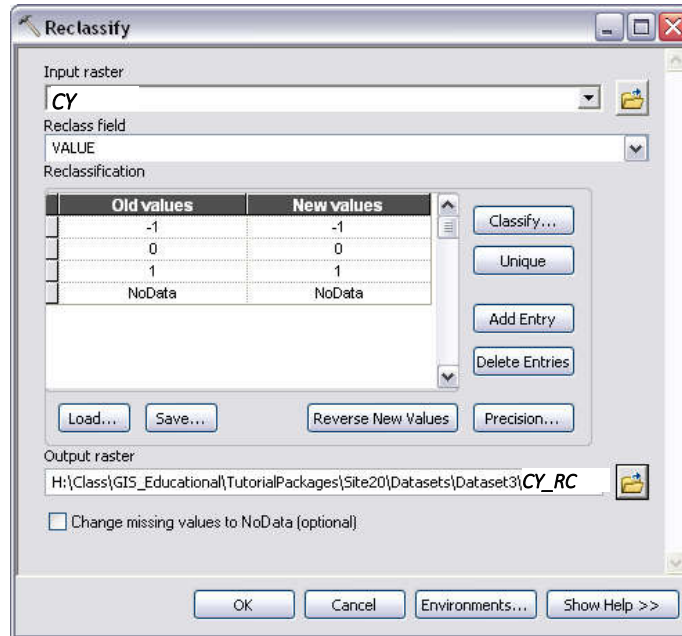 Reclassify
Input raster
CY
Reclass field
VALUE
Reclassification
Old values New values
-1 -1
0 0
1 1
NoData NoData
Classify...
Unique
Add Entry
Delete Entries
Load... Save... Reverse New Values Precision...
Output raster
H:\Class\GIS_Educational\TutorialPackages\Site20\Datasets\Dataset3\CY_RC
Change missing values to NoData (optional)
OK Cancel Environments... Show Help >>